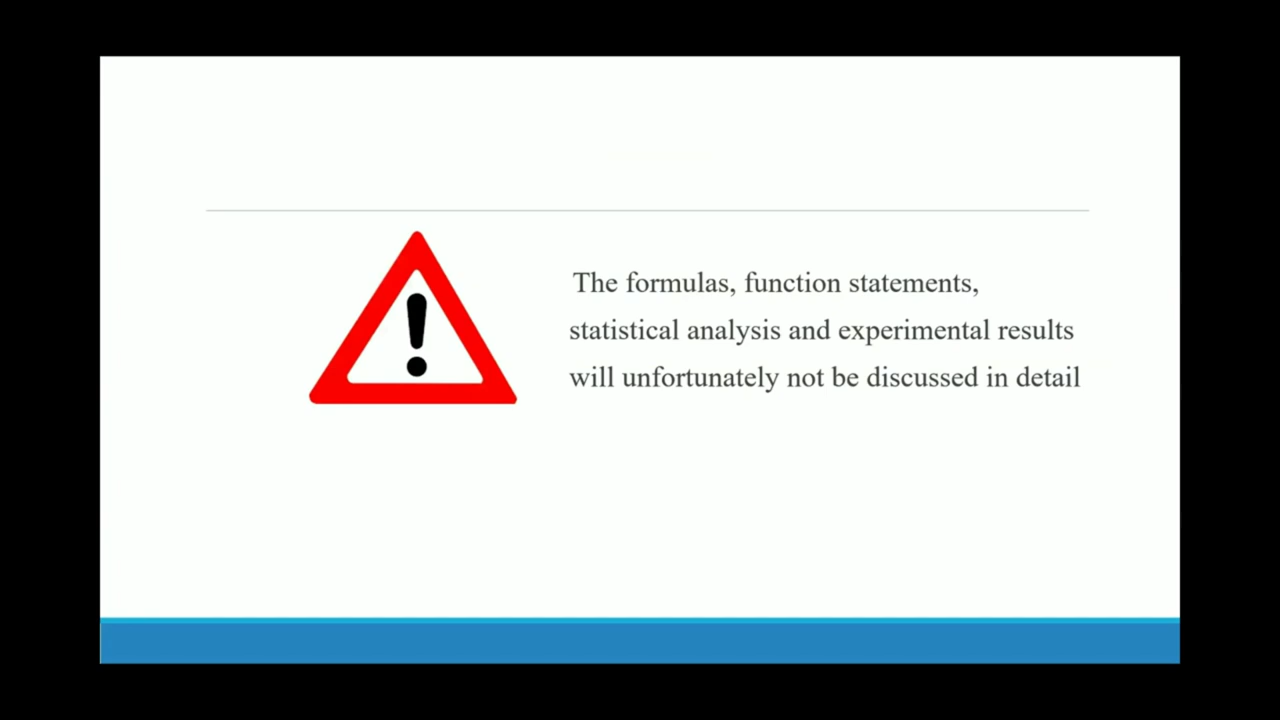 The formulas, function statements,
statistical analysis and experimental results
will unfortunately not be discussed in detail